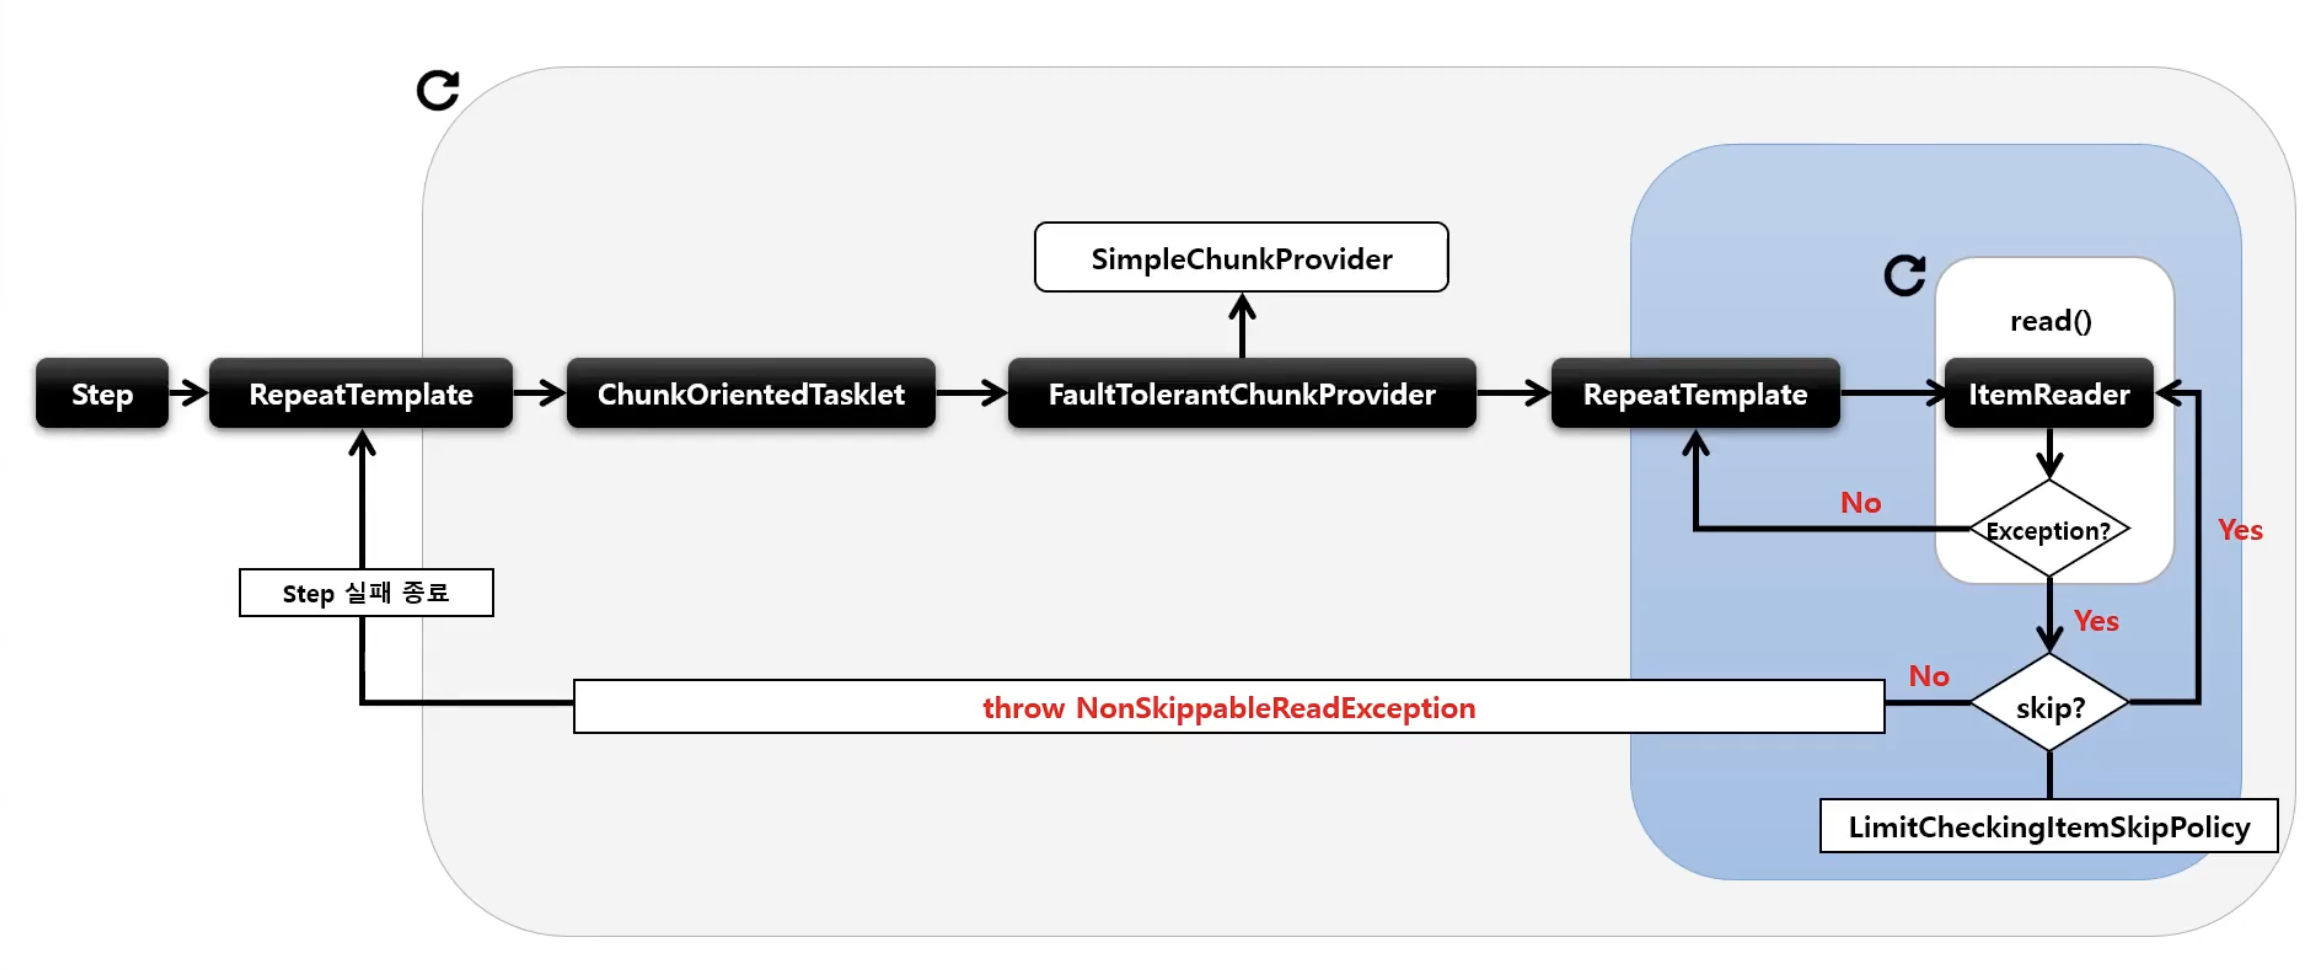 SimpleChunkProvider
read()
Step
RepeatTemplate
ChunkOrientedTasklet
FaultTolerantChunkProvider
RepeatTemplate
ItemReader
No
Exception?
Yes
Step 실패 종료
Yes
No
throw NonSkippableReadException
skip?
LimitCheckingItemSkipPolicy